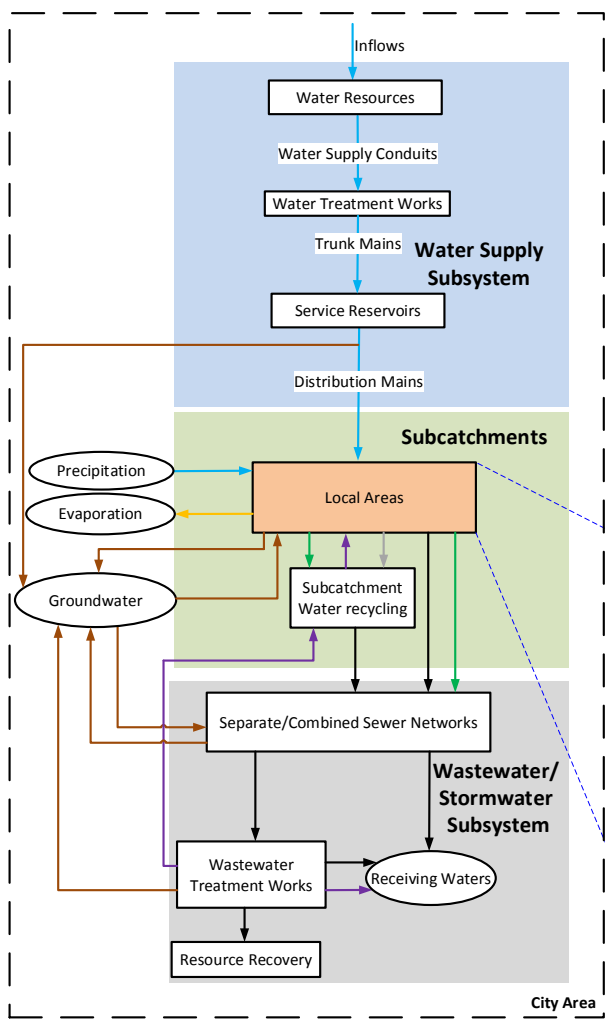 Inflows
Water Resources
Water Supply Conduits
Water Treatment Works
Trunk Mains
Water Supply
Subsystem
Service Reservoirs
Distribution Mains
Subcatchments
Precipitation
Local Areas
Evaporation
Groundwater
Subcatchment
Water recycling
Separate/Combined Sewer Networks
Wastewater/
Stormwater
Subsystem
Wastewater
Treatment Works
Receiving Waters
Resource Recovery
City Area